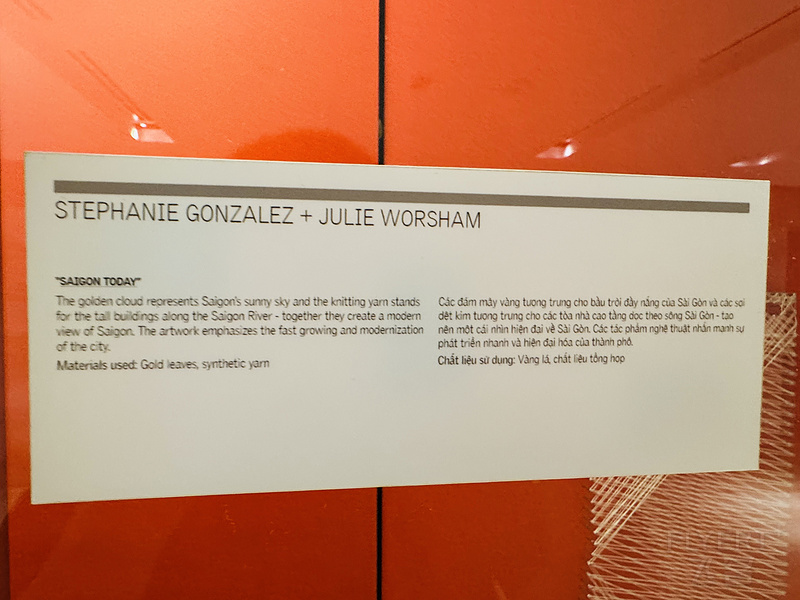 STEPHANIE GONZALEZ + JULIE WORSHAM
"SAIGON TODAY"
The golden cloud represents Saigon's sunny sky and the knitting yarn stands
for the tall buildings along the Saigon River - together they create a modern
view of Saigon. The artwork emphasizes the fast growing and modernization
of the city.
Materials used: Gold leaves, synthetic yarn
Các đám mây vàng tượng trưng cho bầu trời đầy nắng của Sài Gòn và các sợi
dệt kim tượng trưng cho các tòa nhà cao tầng dọc theo sông Sài Gòn - tạo
nên một cái nhìn hiện đại về Sài Gòn. Các tác phẩm nghệ thuật nhấn mạnh sự
phát triển nhanh và hiện đại hóa của thành phố.
Chất liệu sử dụng: Vàng lá, chất liệu tổng hợp